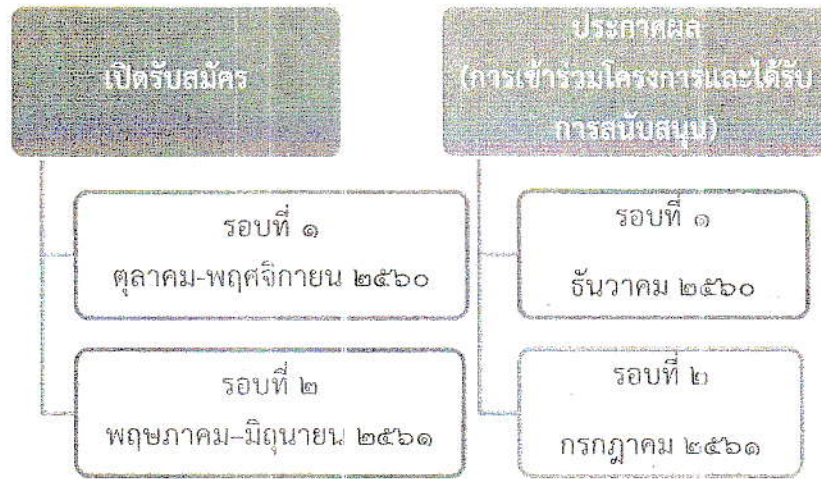 เปิดรับสมัคร
รอบที่ ๑
ตุลาคม-พฤศจิกายน ๒๕๖๐
รอบที่ ๒
พฤษภาคม–มิถุนายน ๒๕๖๑
ประกาศผล
(การเข้าร่วมโครงการและได้รับ
การสนับสนุน)
รอบที่ ๑
ธันวาคม ๒๕๖๐
รอบที่ ๒
กรกฎาคม ๒๕๖๑